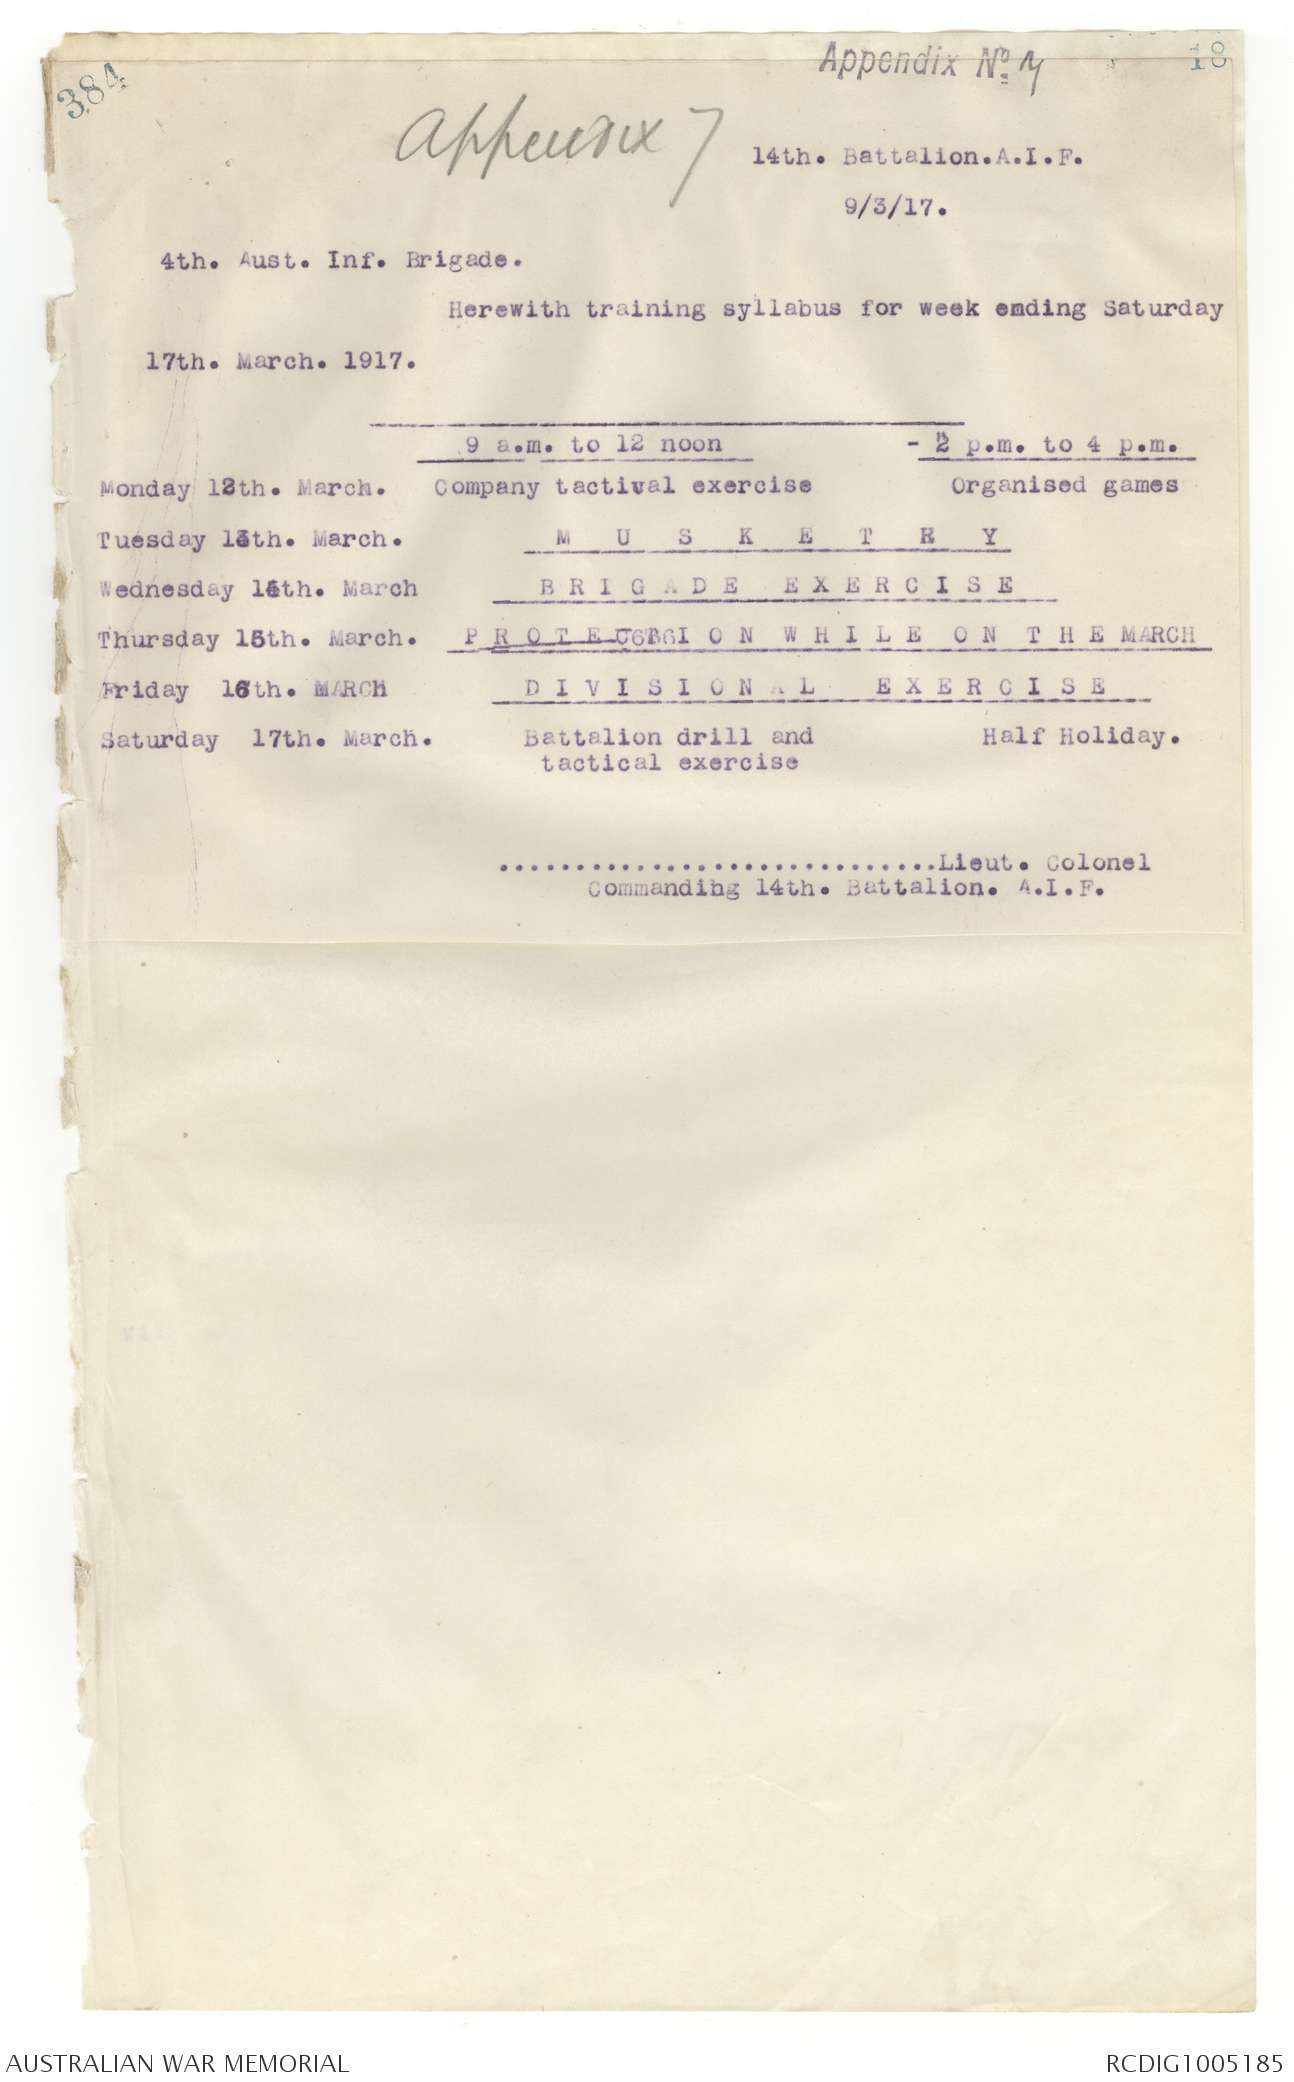 384
Appendix No. 7
18
Appendix 7
14th. Battalion.A.I.F.
9/3/17.
4th. Aust. Inf. Brigade.
Herewith training syllabus for week ending Saturday
17th. March. 1917.
9 a.m. to 12 noon - 2 p.m. to 4 p.m.
Monday 12th. March. Company tactival exercise Organised games
Tuesday 13th. March. M U S K E T R Y
Wednesday 14th. March B R I G A D E E X E R C I S E
Thursday 15th. March. P R O T E C T I O N W H I L E O N T H E MARCH
Friday 16th. MARCH D I V I S I O N A L E X E R C I S E
Saturday 17th. March. Battalion drill and Half Holiday.
tactical exercise
.............................Lieut. Colonel
Commanding 14th. Battalion. A.I.F.
AUSTRALIAN WAR MEMORIAL RCDIG1005185